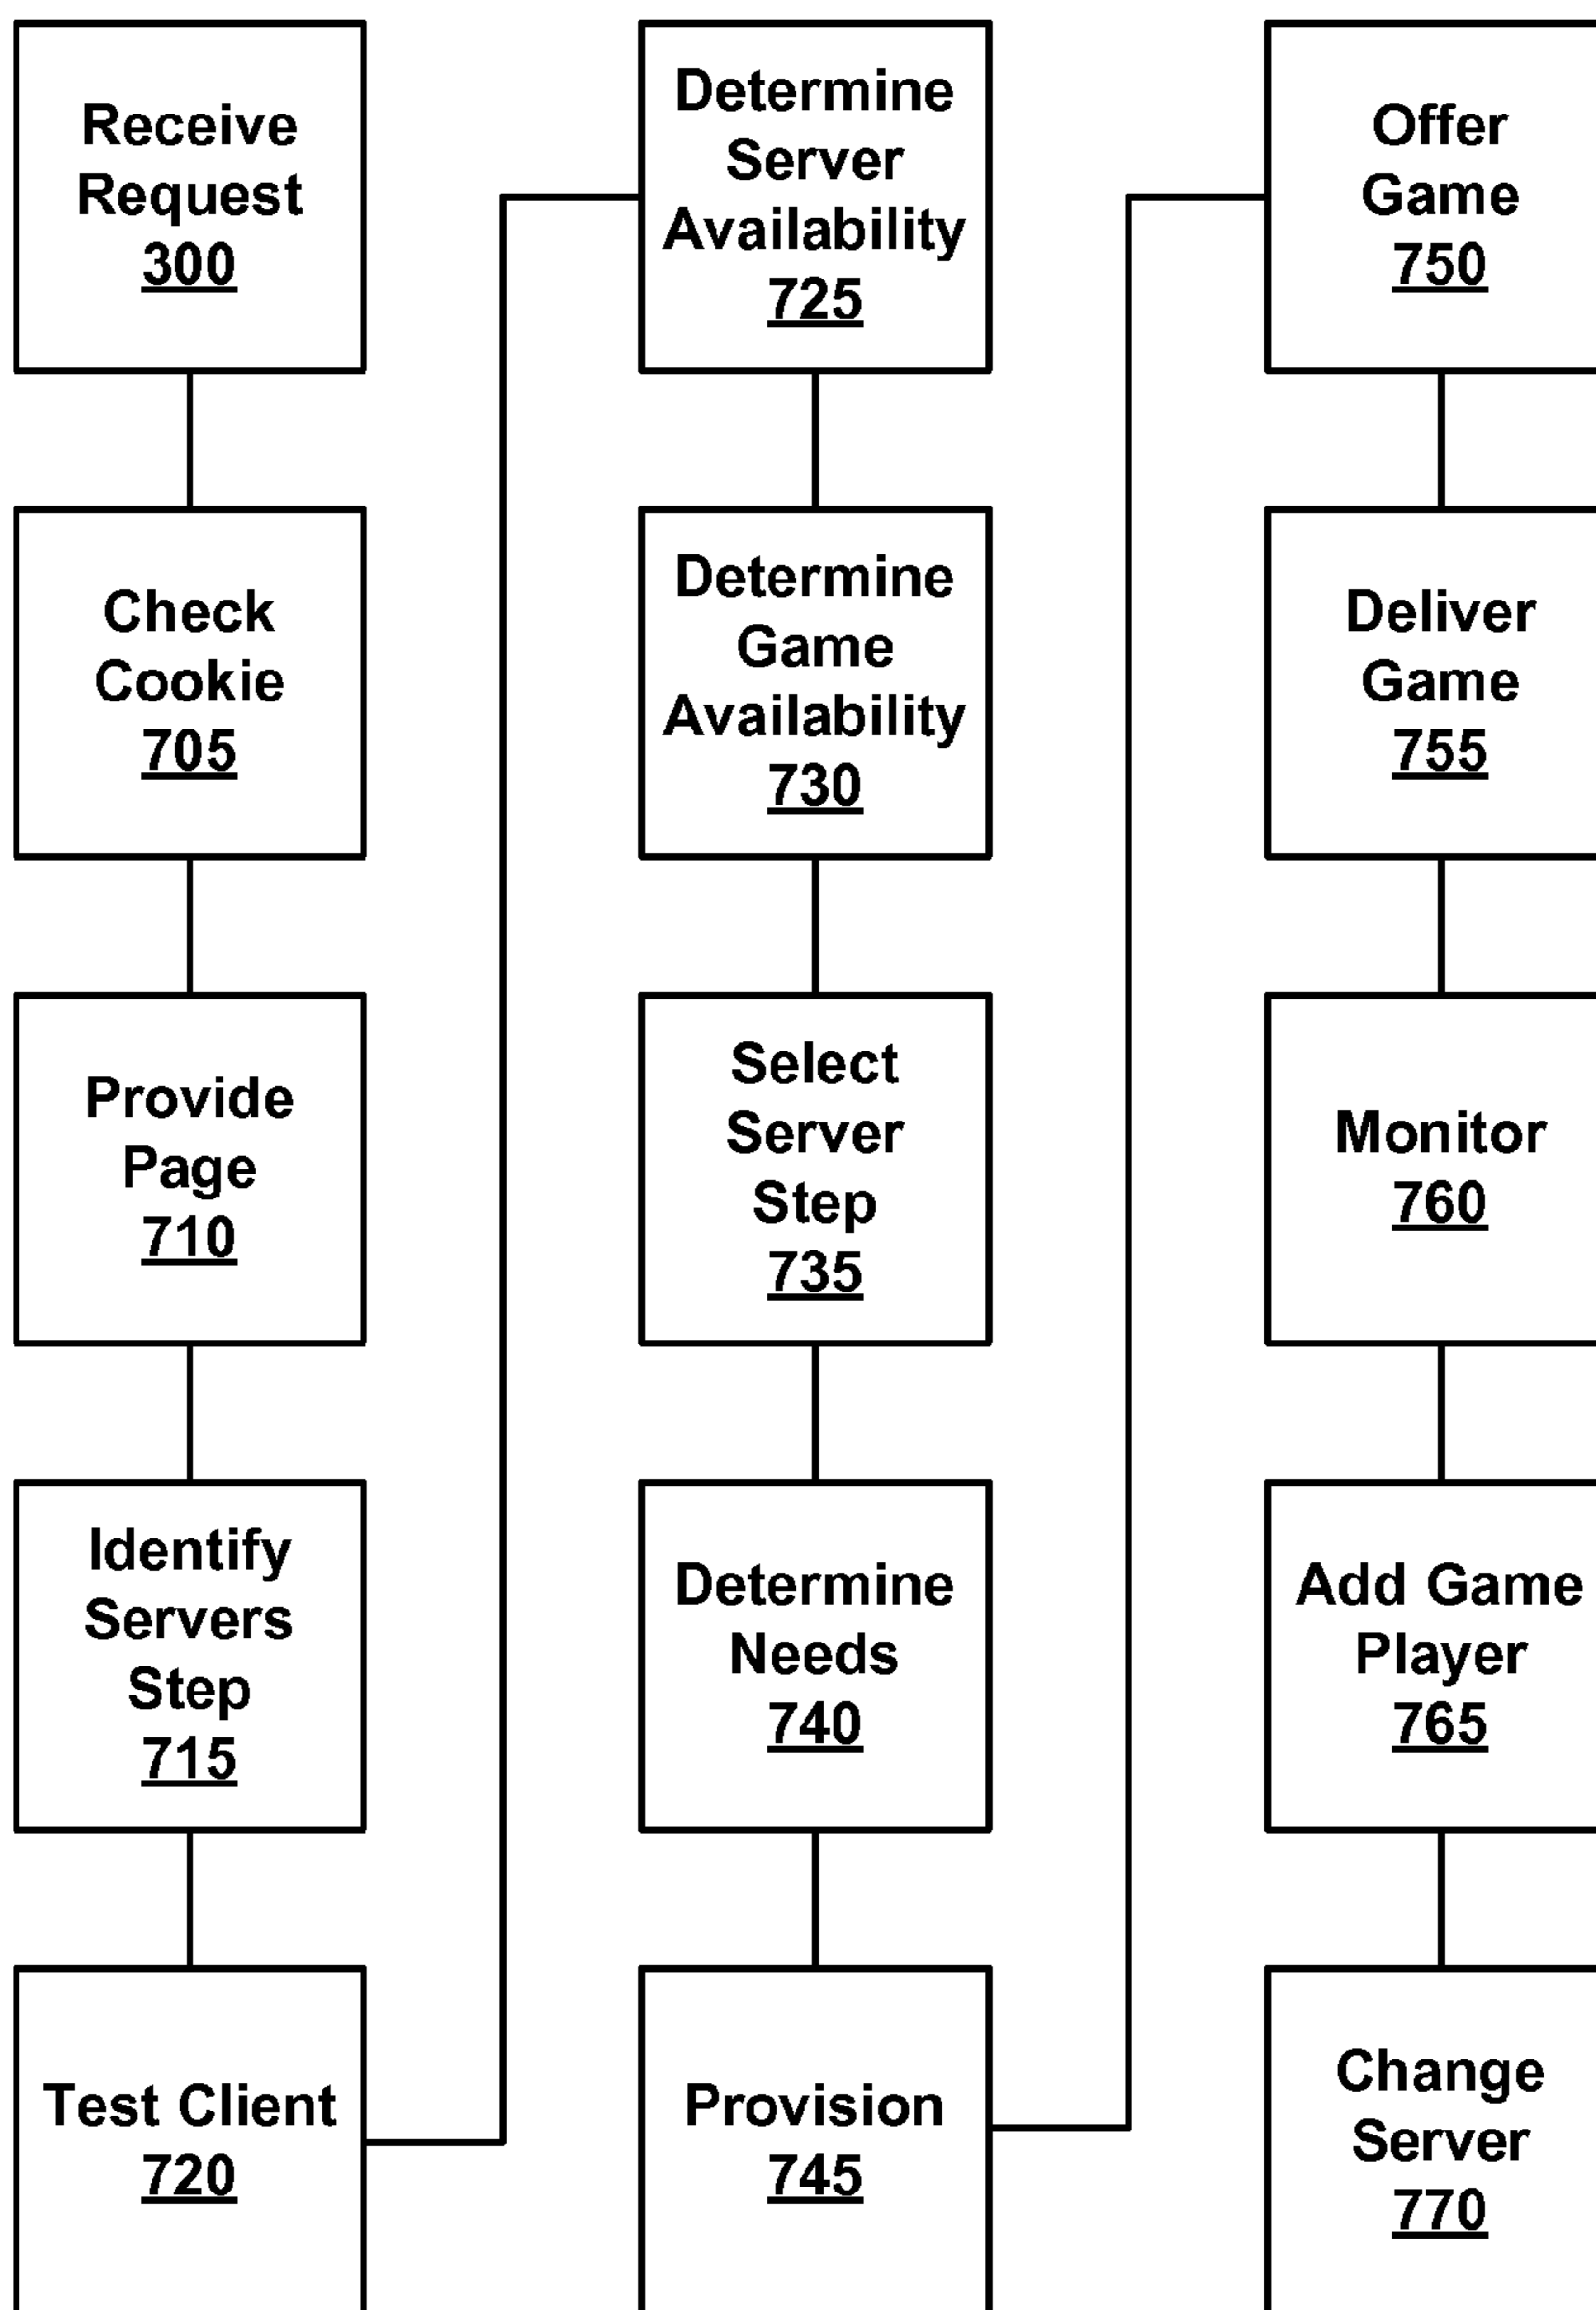 Receive
Request
300
Check
Cookie
705
Provide
Page
710
Identify
Servers
Step
715
Test Client
720
Determine
Server
Availability
725
Determine
Game
Availability
730
Select
Server
Step
735
Determine
Needs
740
Provision
745
Offer
Game
750
Deliver
Game
755
Monitor
760
Add Game
Player
765
Change
Server
770